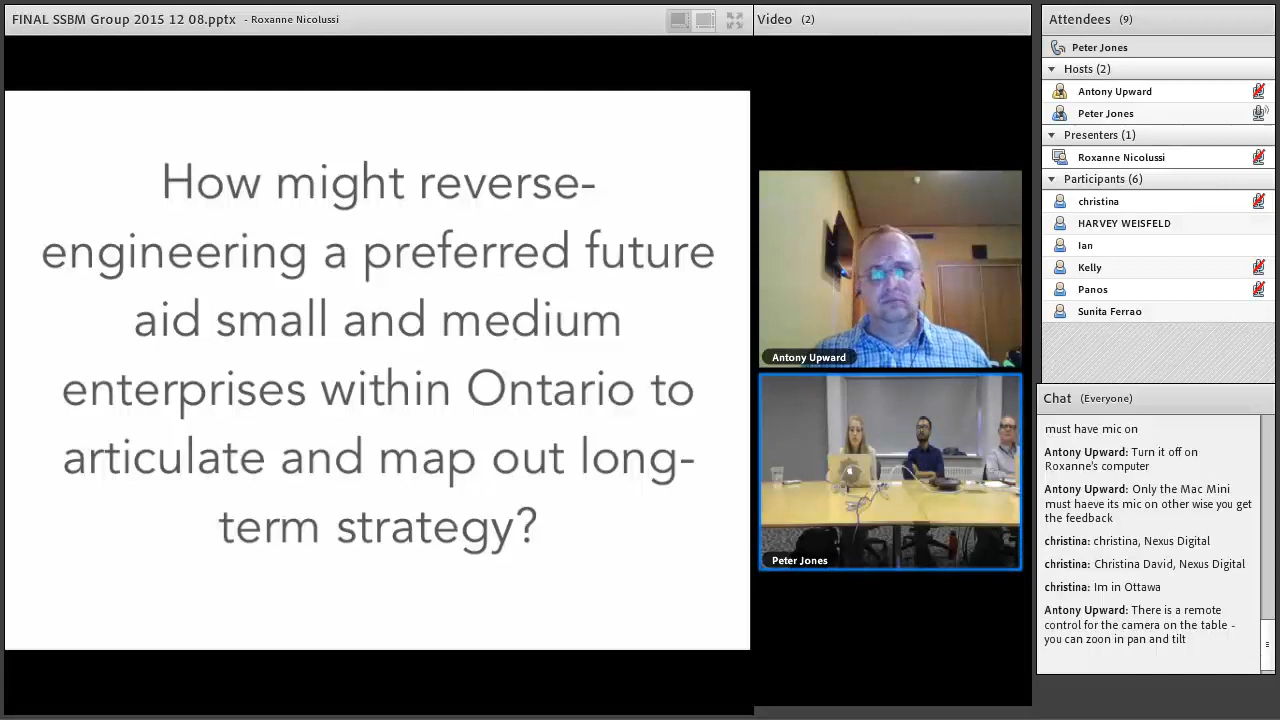 FINAL SSBM Group 2015 12 08.pptx - Roxanne Nicolussi
How might reverse-
engineering a preferred future
aid small and medium
enterprises within Ontario to
articulate and map out long-
term strategy?
Video (2)
Antony Upward
Peter Jones
Attendees (9)
Peter Jones
Hosts (2)
Antony Upward
Peter Jones
Presenters (1)
Roxanne Nicolussi
Participants (6)
christina
HARVEY WEISFELD
Ian
Kelly
Panos
Sunita Ferrao
Chat (Everyone)
must have mic on
Antony Upward: Turn it off on
Roxanne's computer
Antony Upward: Only the Mac Mini
must haeve its mic on other wise you get
the feedback
christina: christina, Nexus Digital
christina: Christina David, Nexus Digital
christina: Im in Ottawa
Antony Upward: There is a remote
control for the camera on the table -
you can zoon in pan and tilt